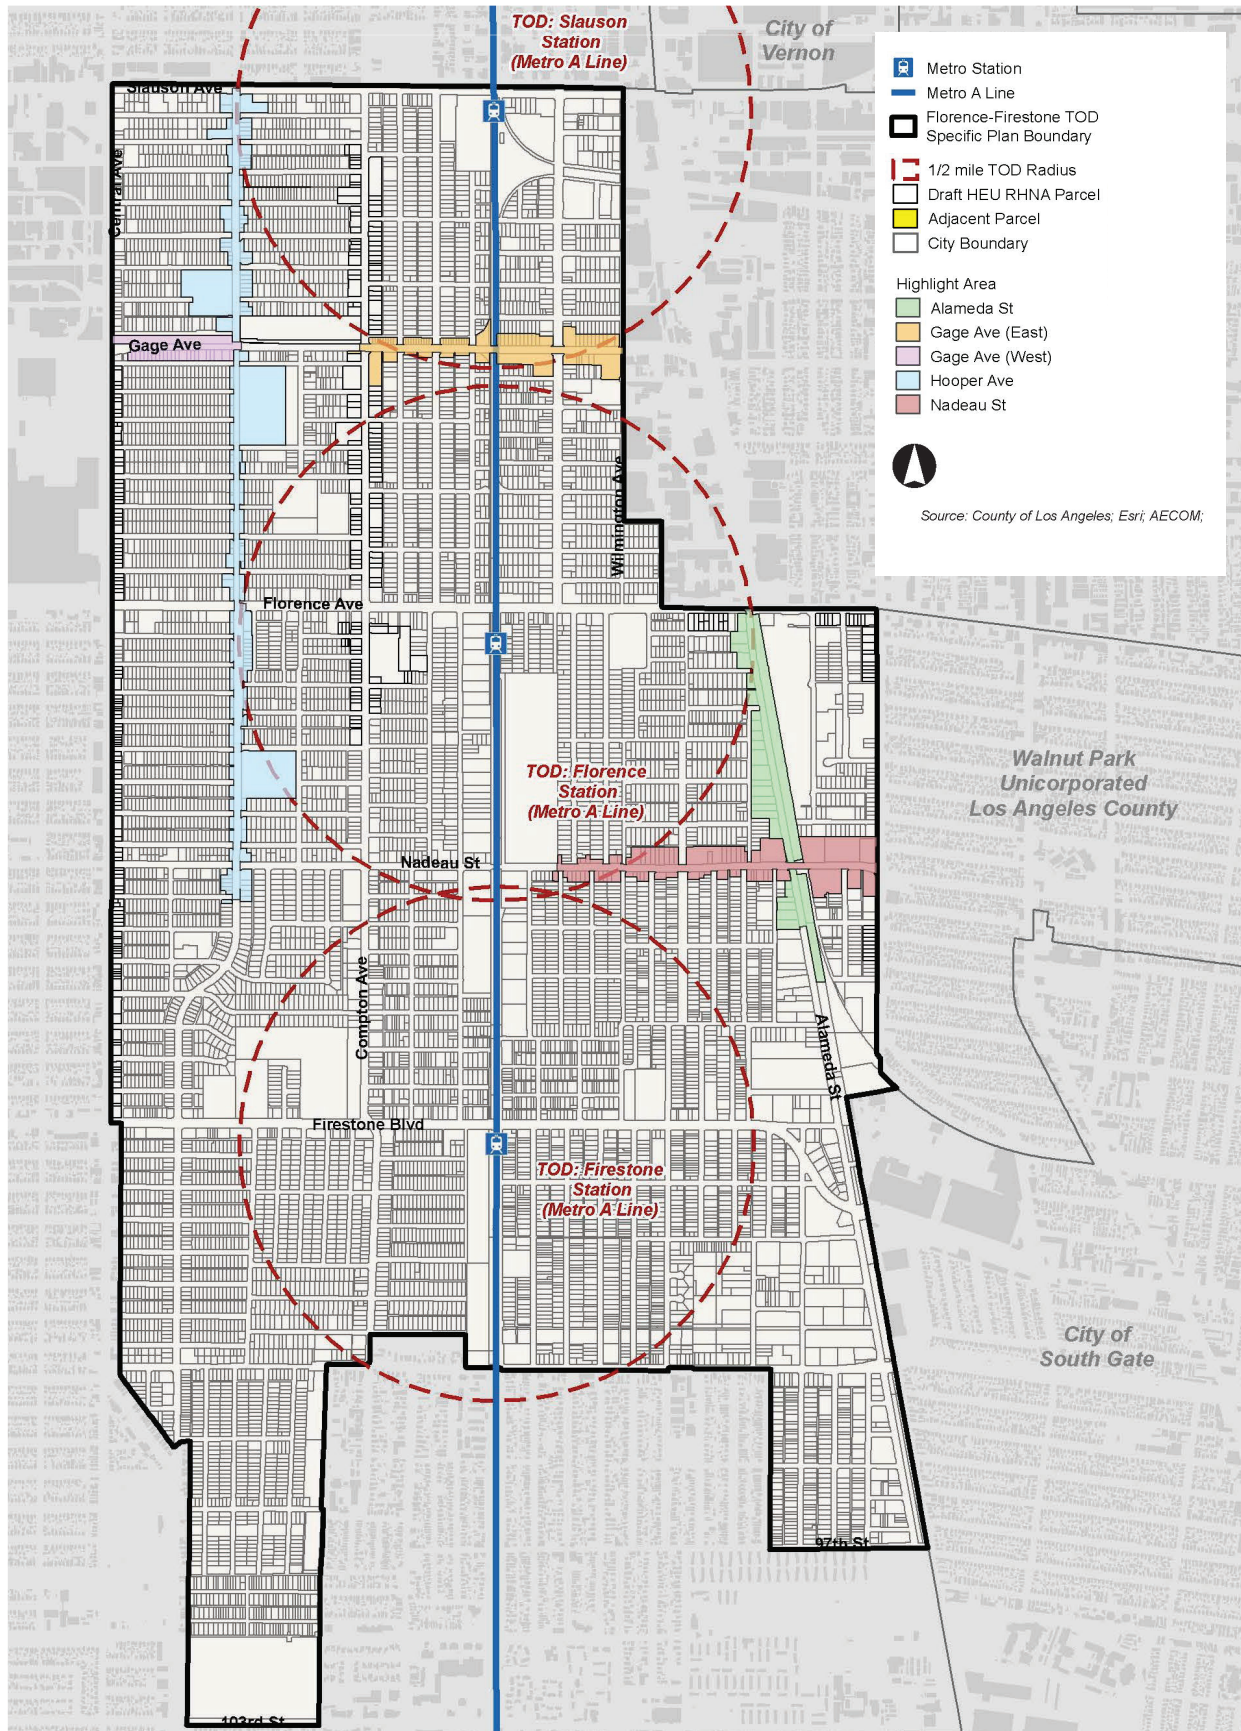 TOD: Slauson
Station
(Metro A Line)
City of
Vernon
Metro Station
Metro A Line
Florence-Firestone TOD
Specific Plan Boundary
1/2 mile TOD Radius
Draft HEU RHNA Parcel
Adjacent Parcel
City Boundary
Highlight Area
Alameda St
Gage Ave (East)
Gage Ave (West)
Hooper Ave
Nadeau St
Source: County of Los Angeles; Esri; AECOM;
Slauson Ave
Central Ave
Gage Ave
Wilmington Ave
Florence Ave
TOD: Florence
Station
(Metro A Line)
Walnut Park
Unicorporated
Los Angeles County
Nadeau St
Compton Ave
Alameda St
Firestone Blvd
TOD: Firestone
Station
(Metro A Line)
City of
South Gate
97th St
103rd St